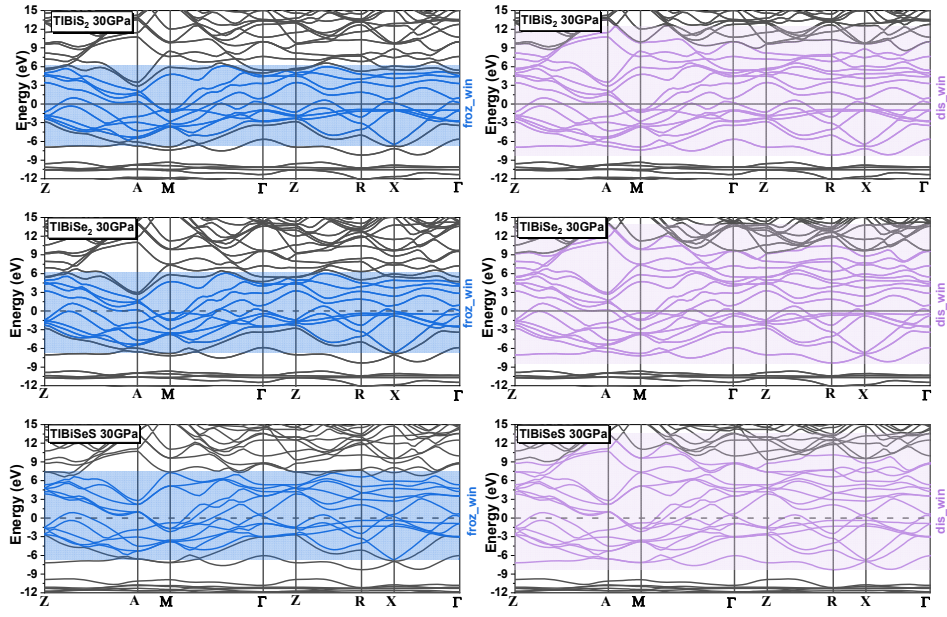 TlBiS₂ 30GPa
Energy (eV)
15
12
9
6
3
0
-3
-6
-9
-12
Z A M Γ Z R X Γ
froz_win
TlBiS₂ 30GPa
Energy (eV)
15
12
9
6
3
0
-3
-6
-9
-12
Z A M Γ Z R X Γ
dis_win
TlBiSe₂ 30GPa
Energy (eV)
15
12
9
6
3
0
-3
-6
-9
-12
Z A M Γ Z R X Γ
froz_win
TlBiSe₂ 30GPa
Energy (eV)
15
12
9
6
3
0
-3
-6
-9
-12
Z A M Γ Z R X Γ
dis_win
TlBiSeS 30GPa
Energy (eV)
15
12
9
6
3
0
-3
-6
-9
-12
Z A M Γ Z R X Γ
froz_win
TlBiSeS 30GPa
Energy (eV)
15
12
9
6
3
0
-3
-6
-9
-12
Z A M Γ Z R X Γ
dis_win